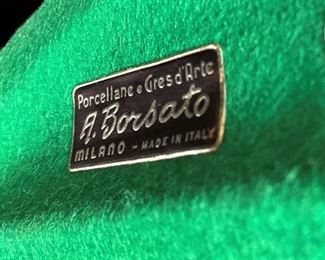 Porcellane e Gres d'Arte
A. Borsato
MILANO - MADE IN ITALY